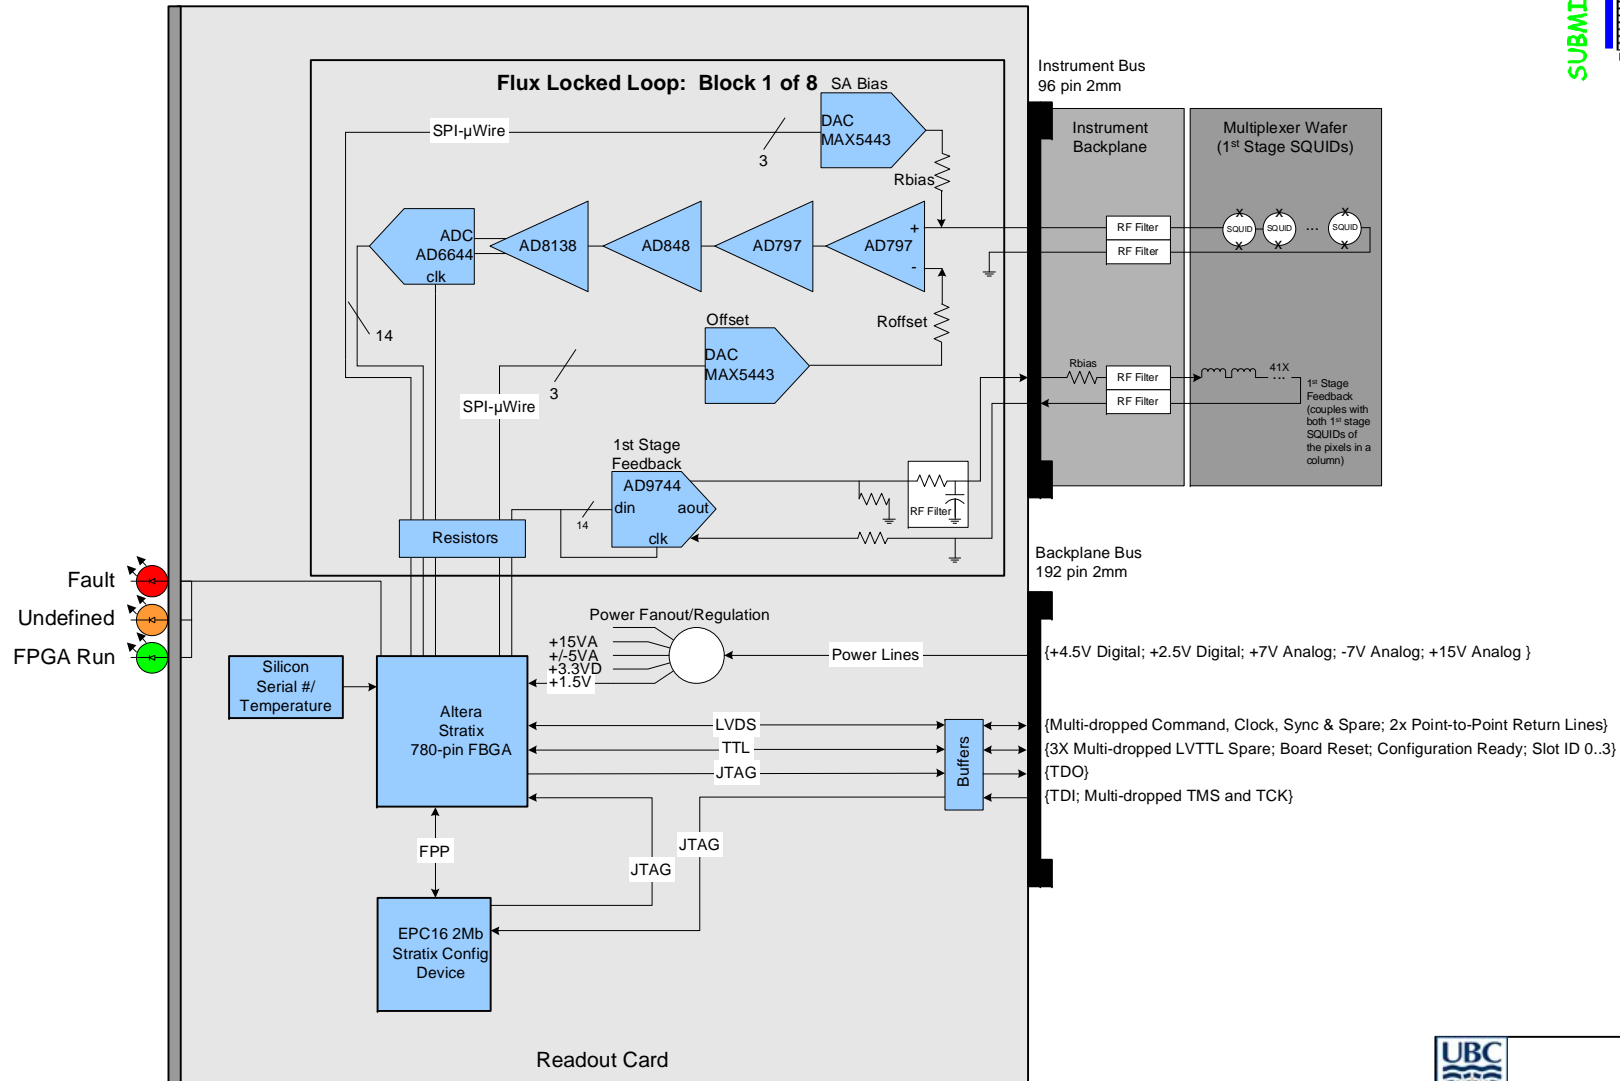 SUBMI
Flux Locked Loop: Block 1 of 8
SA Bias
DAC
MAX5443
SPI-µWire
3
Rbias
Instrument Bus
96 pin 2mm
Instrument
Backplane
Multiplexer Wafer
(1st Stage SQUIDs)
ADC
AD6644
clk
AD8138
AD848
AD797
AD797
+
-
RF Filter
RF Filter
SQUID
SQUID
...
SQUID
X
X
X
X
X
X
14
Offset
DAC
MAX5443
Roffset
3
SPI-µWire
Rbias
RF Filter
RF Filter
41X
...
1st Stage
Feedback
(couples with
both 1st stage
SQUIDs of
the pixels in a
column)
1st Stage
Feedback
AD9744
din
aout
clk
14
RF Filter
Resistors
Backplane Bus
192 pin 2mm
Fault
Undefined
FPGA Run
Silicon
Serial #/
Temperature
Altera
Stratix
780-pin FBGA
Power Fanout/Regulation
+15VA
+/-5VA
+3.3VD
+1.5V
Power Lines
{+4.5V Digital; +2.5V Digital; +7V Analog; -7V Analog; +15V Analog }
LVDS
TTL
JTAG
Buffers
{Multi-dropped Command, Clock, Sync & Spare; 2x Point-to-Point Return Lines}
{3X Multi-dropped LVTTL Spare; Board Reset; Configuration Ready; Slot ID 0..3}
{TDO}
{TDI; Multi-dropped TMS and TCK}
FPP
JTAG
JTAG
EPC16 2Mb
Stratix Config
Device
Readout Card
UBC